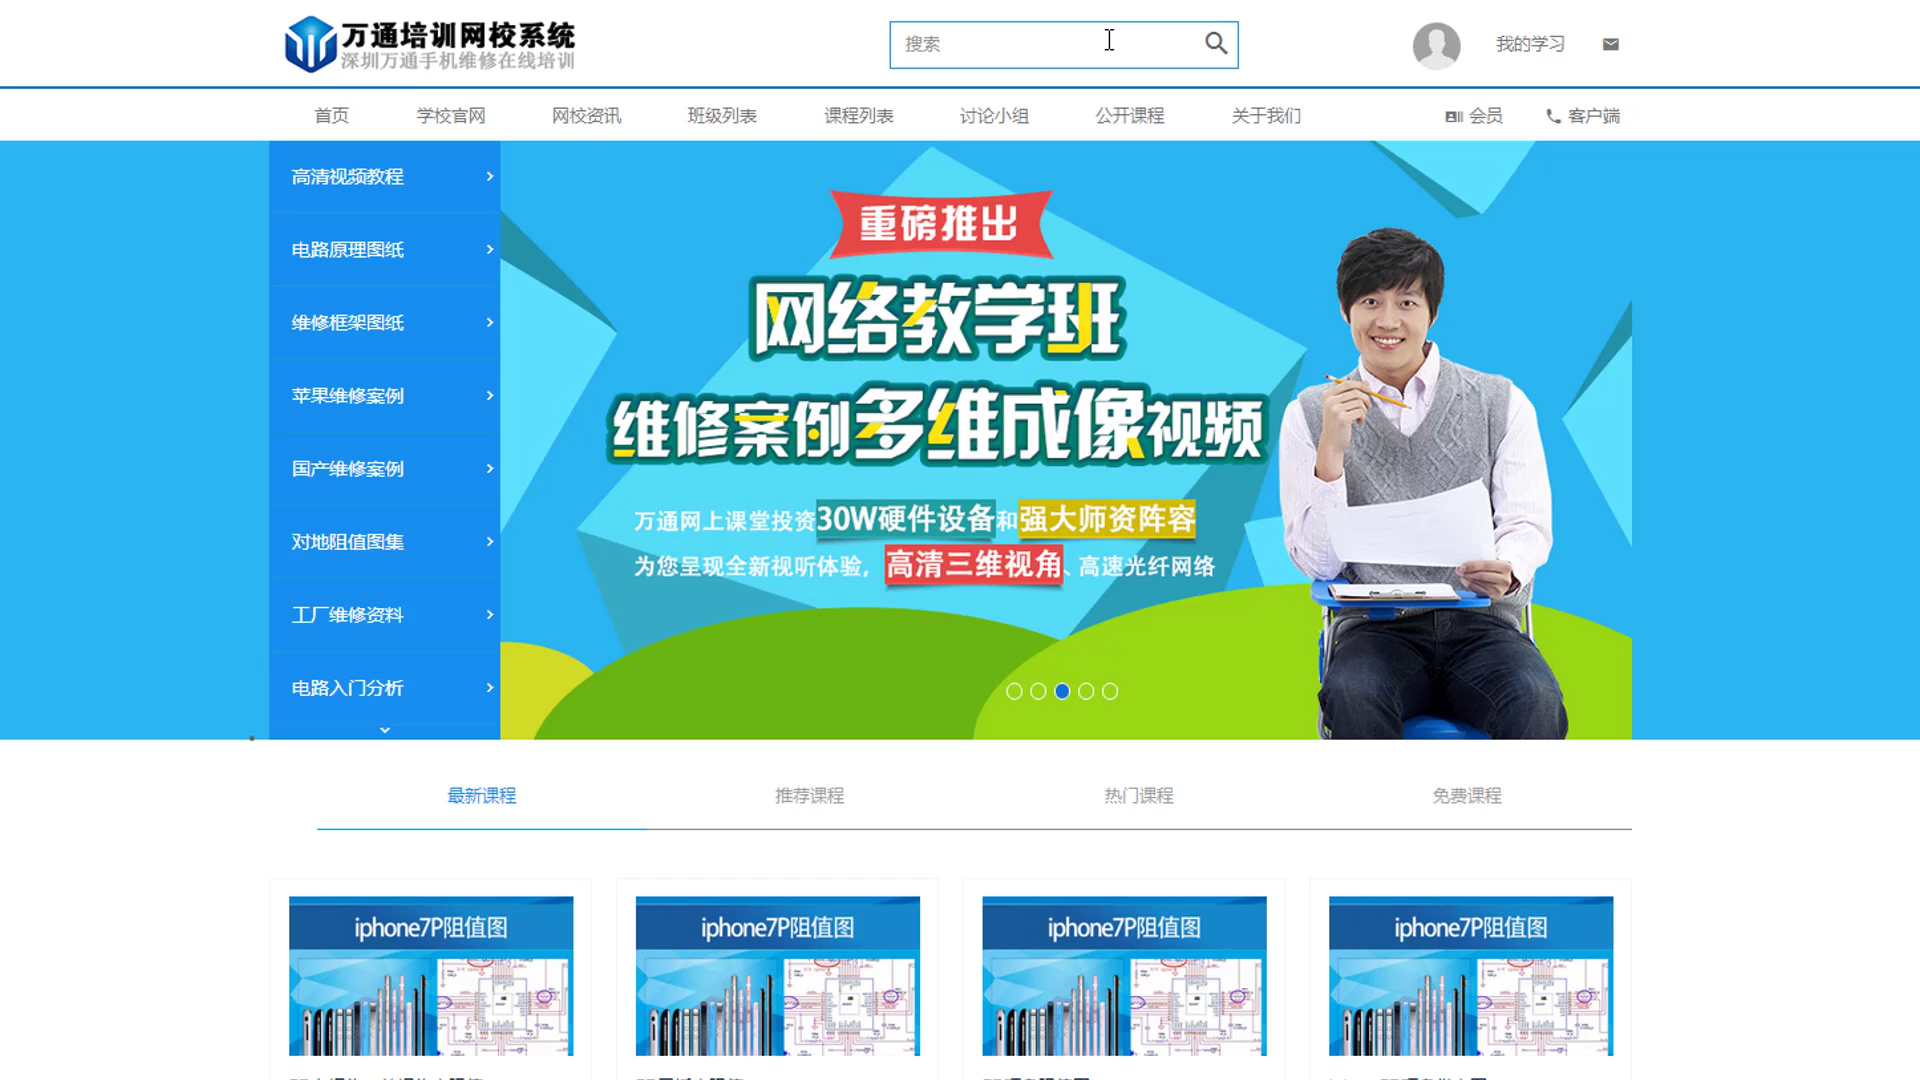 万通培训网校系统
深圳万通手机维修在线培训
搜索
我的学习
首页 学校官网 网校资讯 班级列表 课程列表 讨论小组 公开课程 关于我们 会员 客户端
高清视频教程
电路原理图纸
维修框架图纸
苹果维修案例
国产维修案例
对地阻值图集
工厂维修资料
电路入门分析
重磅推出
网络教学班
维修案例多维成像视频
万通网上课堂投资30W硬件设备和强大师资阵容
为您呈现全新视听体验，高清三维视角、高速光纤网络
最新课程 推荐课程 热门课程 免费课程
iphone7P阻值图 iphone7P阻值图 iphone7P阻值图 iphone7P阻值图